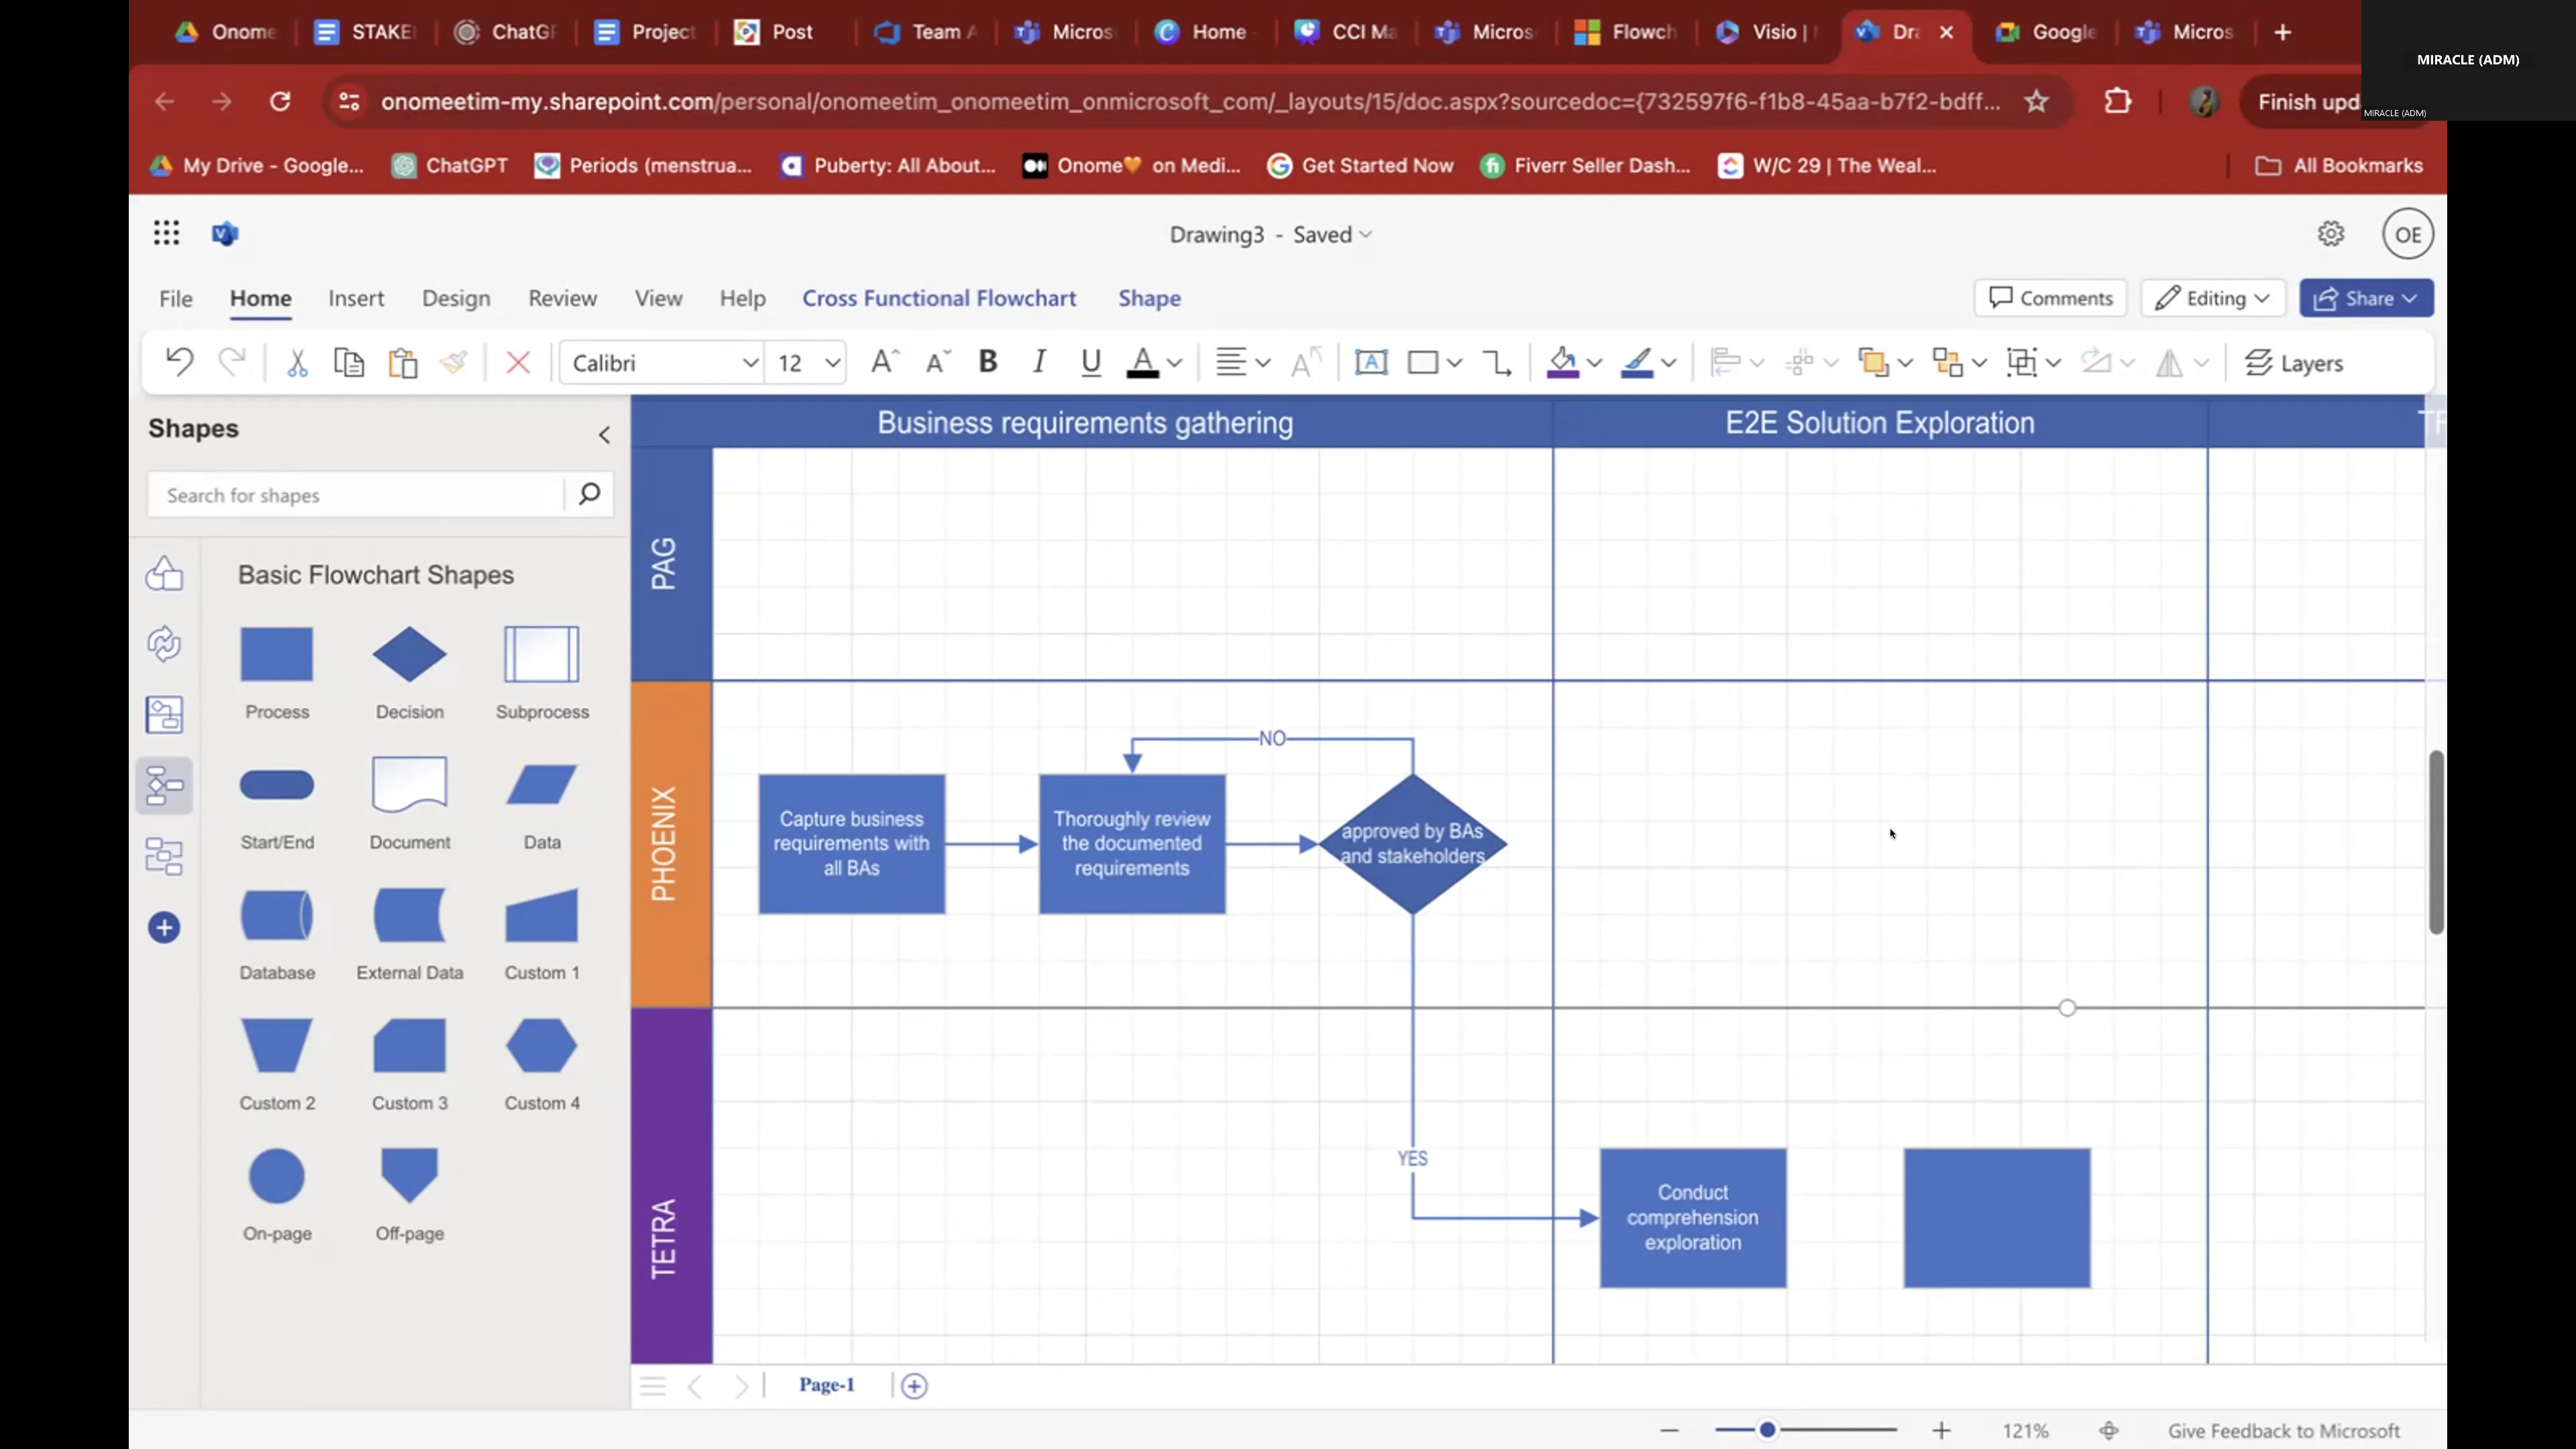 Onome
STAKE
ChatGP
Project
Post
Team A
Micros
Home
CCI Ma
Micros
Flowch
Visio |
Dra
Google
Micros
MIRACLE (ADM)
MIRACLE (ADM)
onomeetim-my.sharepoint.com/personal/onomeetim_onomeetim_onmicrosoft_com/_layouts/15/doc.aspx?sourcedoc={732597f6-f1b8-45aa-b7f2-bdff...
Finish upd
My Drive - Google...
ChatGPT
Periods (menstrua...
Puberty: All About...
Onome🧡 on Medi...
Get Started Now
Fiverr Seller Dash...
W/C 29 | The Weal...
All Bookmarks
Drawing3 - Saved
OE
File
Home
Insert
Design
Review
View
Help
Cross Functional Flowchart
Shape
Comments
Editing
Share
Calibri
12
Layers
Shapes
Search for shapes
Basic Flowchart Shapes
Process
Decision
Subprocess
Start/End
Document
Data
Database
External Data
Custom 1
Custom 2
Custom 3
Custom 4
On-page
Off-page
Business requirements gathering
E2E Solution Exploration
PAG
PHOENIX
TETRA
NO
Capture business
requirements with
all BAs
Thoroughly review
the documented
requirements
approved by BAs
and stakeholders
YES
Conduct
comprehension
exploration
Page-1
121%
Give Feedback to Microsoft